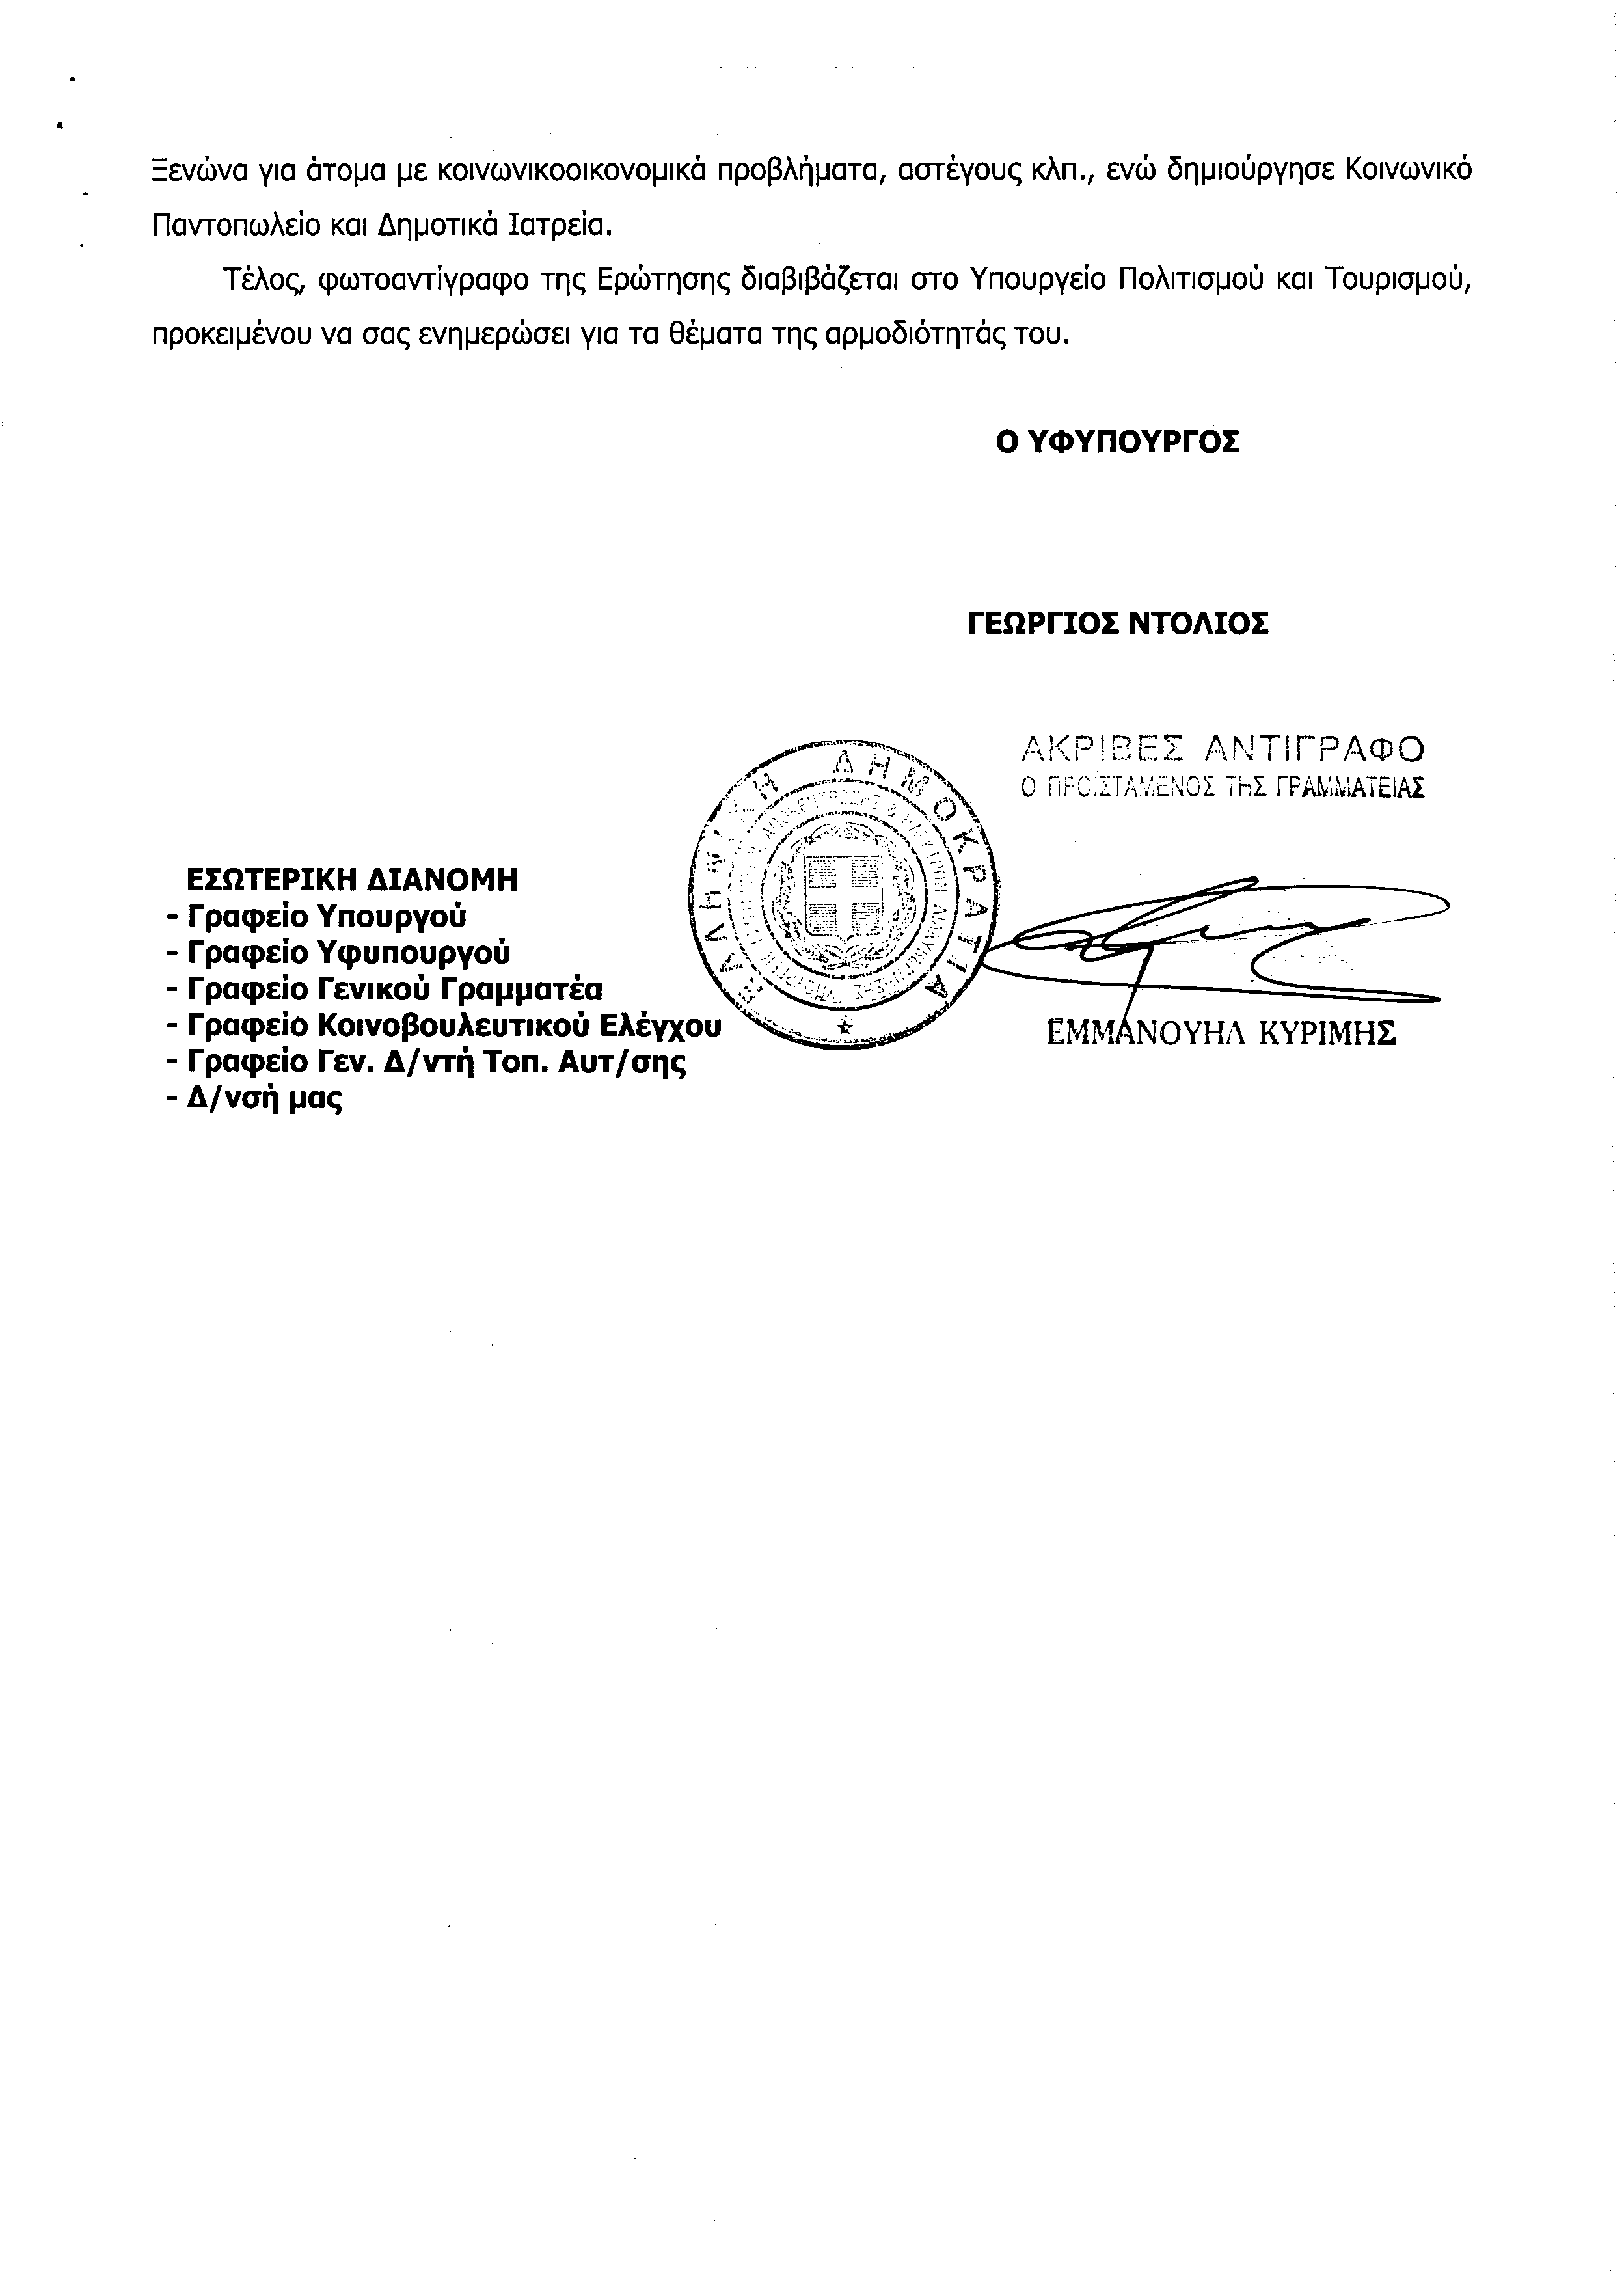 Ξενώνα για άτομα με κοινωνικοοικονομικά προβλήματα, αστέγους κλπ., ενώ δημιούργησε Κοινωνικό
Παντοπωλείο και Δημοτικά Ιατρεία.
Τέλος, φωτοαντίγραφο της Ερώτησης διαβιβάζεται στο Υπουργείο Πολιτισμού και Τουρισμού,
προκειμένου να σας ενημερώσει για τα θέματα της αρμοδιότητάς του.
Ο ΥΦΥΠΟΥΡΓΟΣ
ΓΕΩΡΓΙΟΣ ΝΤΟΛΙΟΣ
ΑΚΡΙΒΕΣ ΑΝΤΙΓΡΑΦΟ
Ο ΠΡΟΪΣΤΑΜΕΝΟΣ ΤΗΣ ΓΡΑΜΜΑΤΕΙΑΣ
ΕΛΛΗΝΙΚΗ ΔΗΜΟΚΡΑΤΙΑ
ΕΜΜΑΝΟΥΗΛ ΚΥΡΙΜΗΣ
ΕΣΩΤΕΡΙΚΗ ΔΙΑΝΟΜΗ
- Γραφείο Υπουργού
- Γραφείο Υφυπουργού
- Γραφείο Γενικού Γραμματέα
- Γραφείο Κοινοβουλευτικού Ελέγχου
- Γραφείο Γεν. Δ/ντή Τοπ. Αυτ/σης
- Δ/νσή μας